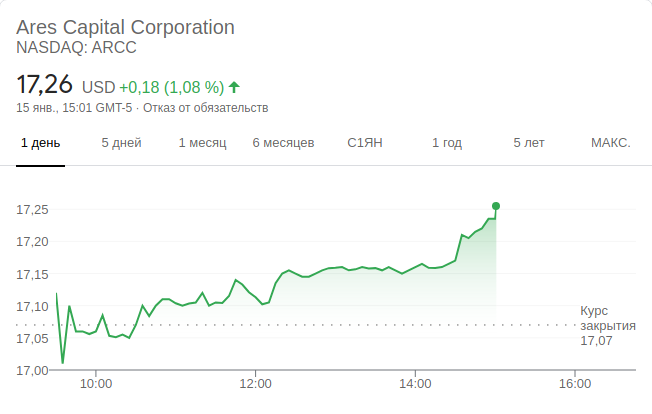 Ares Capital Corporation
NASDAQ: ARCC
17,26 USD +0,18 (1,08 %)
15 янв., 15:01 GMT-5 · Отказ от обязательств
1 день 5 дней 1 месяц 6 месяцев С1ЯН 1 год 5 лет МАКС.
17,25
17,20
17,15
17,10
17,05
17,00
Курс
закрытия
17,07
10:00 12:00 14:00 16:00